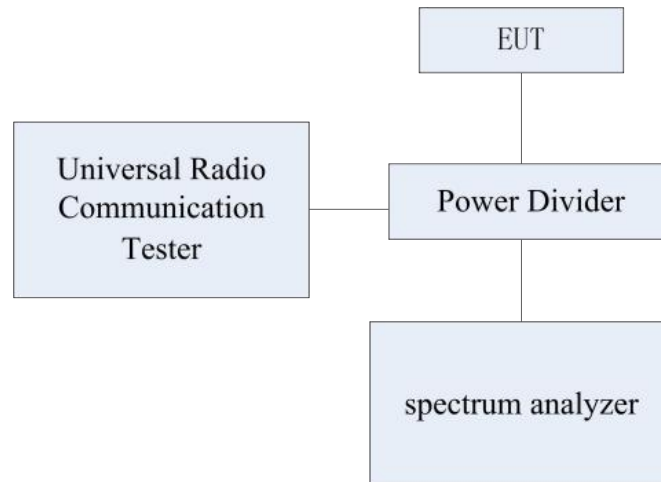 EUT
Universal Radio
Communication
Tester
Power Divider
spectrum analyzer